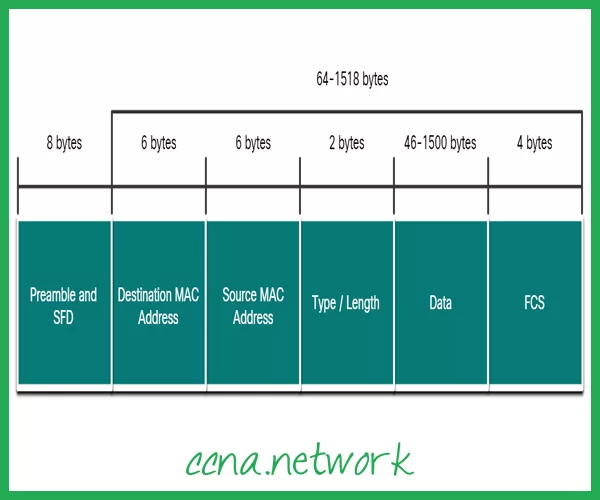 64-1518 bytes
8 bytes
6 bytes
6 bytes
2 bytes
46-1500 bytes
4 bytes
Preamble and
SFD
Destination MAC
Address
Source MAC
Address
Type / Length
Data
FCS
ccna.network